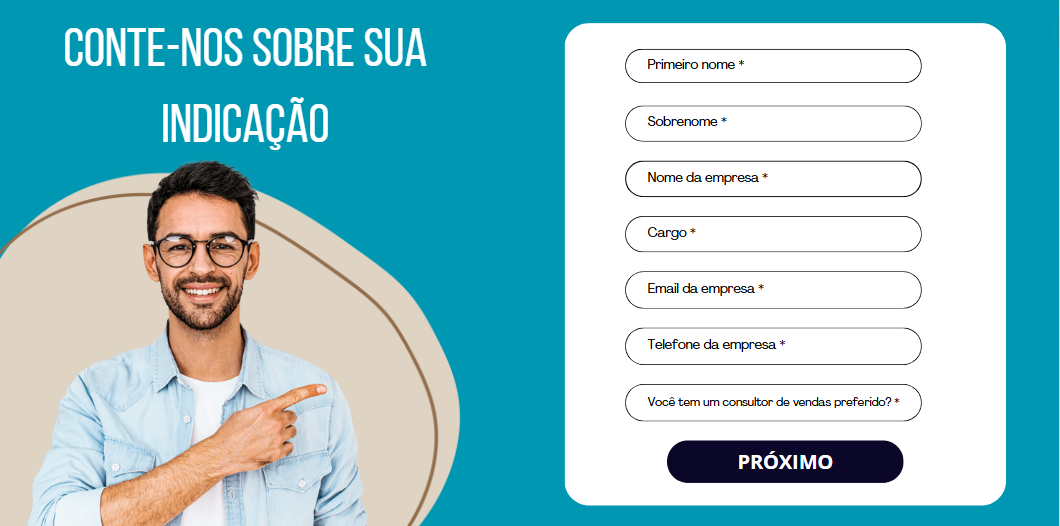 CONTE-NOS SOBRE SUA
INDICAÇÃO
Primeiro nome *
Sobrenome *
Nome da empresa *
Cargo *
Email da empresa *
Telefone da empresa *
Você tem um consultor de vendas preferido? *
PRÓXIMO